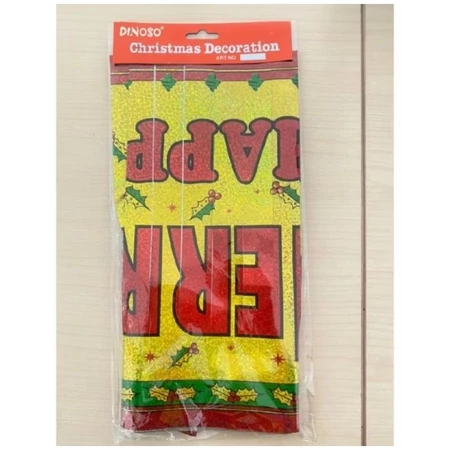 DINOSO®
Christmas Decoration
ART NO
HAPP
ERR